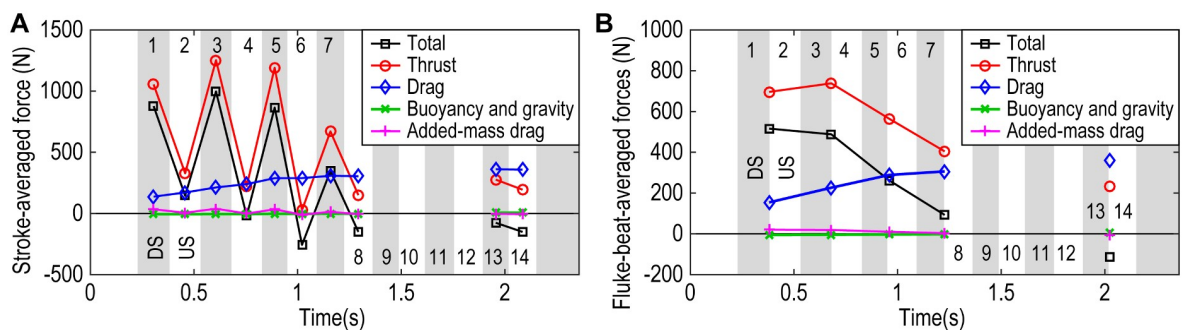 A
B
Stroke-averaged force (N)
1500
1000
500
0
-500
1 2 3 4 5 6 7
Total
Thrust
Drag
Buoyancy and gravity
Added-mass drag
DS US
8 9 10 11 12 13 14
0 0.5 1 1.5 2
Time(s)
Fluke-beat-averaged forces (N)
1000
800
600
400
200
0
-200
1 2 3 4 5 6 7
Total
Thrust
Drag
Buoyancy and gravity
Added-mass drag
DS US
13 14
8 9 10 11 12
0 0.5 1 1.5 2
Time(s)